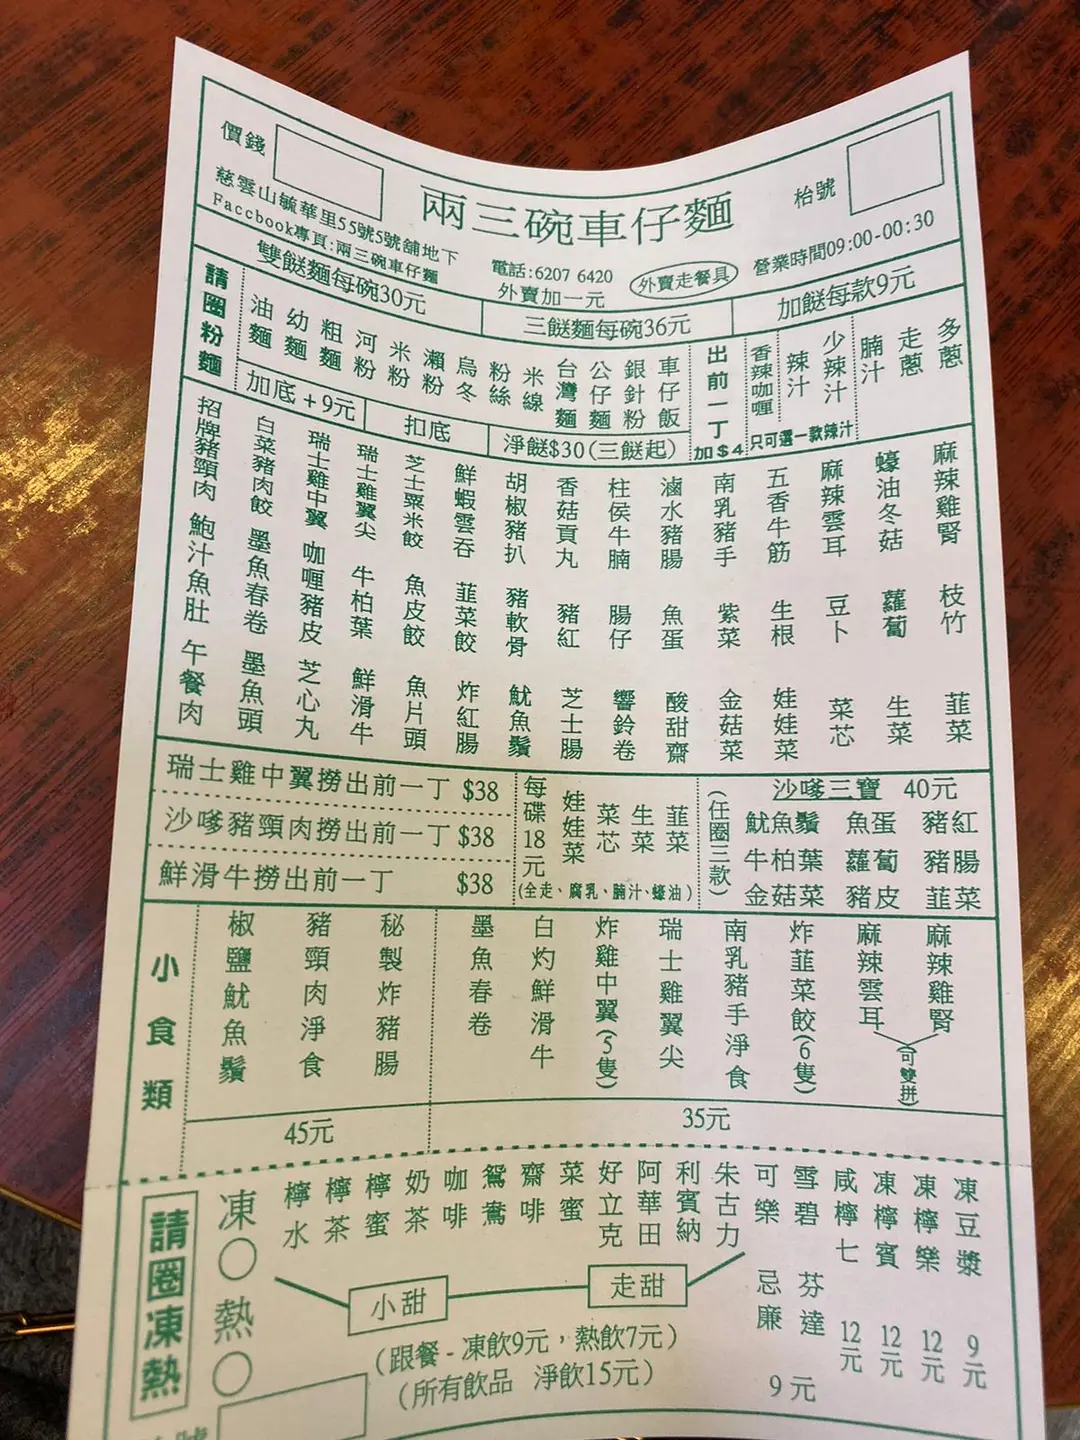 價錢
兩三碗車仔麵
枱號
慈雲山毓華里55號5號舖地下
Faccbook專頁:兩三碗車仔麵
電話:6207 6420
外賣加一元
外賣走餐具
營業時間09:00-00:30
雙餸麵每碗30元
三餸麵每碗36元
加餸每款9元
請圈粉麵
油麵
幼麵
粗麵
河粉
米粉
瀨粉
烏冬
粉絲
米線
台灣麵
公仔麵
銀針粉
車仔飯
出前一丁加$4
香辣咖喱
辣汁
少辣汁
只可選一款辣汁
腩汁
走蔥
多蔥
加底+9元
扣底
淨餸$30(三餸起)
招牌豬頸肉
白菜豬肉餃
瑞士雞中翼
瑞士雞翼尖
芝士粟米餃
鮮蝦雲吞
胡椒豬扒
香菇貢丸
柱侯牛腩
滷水豬腸
南乳豬手
五香牛筋
麻辣雲耳
蠔油冬菇
麻辣雞腎
鮑汁魚肚
墨魚春卷
咖喱豬皮
牛柏葉
魚皮餃
韮菜餃
豬軟骨
豬紅
腸仔
魚蛋
紫菜
生根
豆卜
蘿蔔
枝竹
午餐肉
墨魚頭
芝心丸
鮮滑牛
魚片頭
炸紅腸
魷魚鬚
芝士腸
響鈴卷
酸甜齋
金菇菜
娃娃菜
菜芯
生菜
韮菜
瑞士雞中翼撈出前一丁 $38
沙嗲豬頸肉撈出前一丁 $38
鮮滑牛撈出前一丁 $38
每碟18元
娃娃菜
菜芯
生菜
韮菜
(全走、腐乳、腩汁、蠔油)
(任圈三款)
沙嗲三寶 40元
魷魚鬚 魚蛋 豬紅
牛柏葉 蘿蔔 豬腸
金菇菜 豬皮 韮菜
小食類
椒鹽魷魚鬚
豬頸肉淨食
秘製炸豬腸
45元
墨魚春卷
白灼鮮滑牛
炸雞中翼(5隻)
瑞士雞翼尖
南乳豬手淨食
炸韮菜餃(6隻)
麻辣雲耳
麻辣雞腎
(可雙拼)
35元
請圈凍熱
凍○熱○
檸水
檸茶
檸蜜
奶茶
咖啡
鴛鴦
齋啡
菜蜜
好立克
阿華田
利賓納
朱古力
小甜
走甜
(跟餐-凍飲9元，熱飲7元)
(所有飲品 淨飲15元)
可樂
雪碧
忌廉
芬達
9元
咸檸七 12元
凍檸賓 12元
凍檸樂 12元
凍豆漿 9元